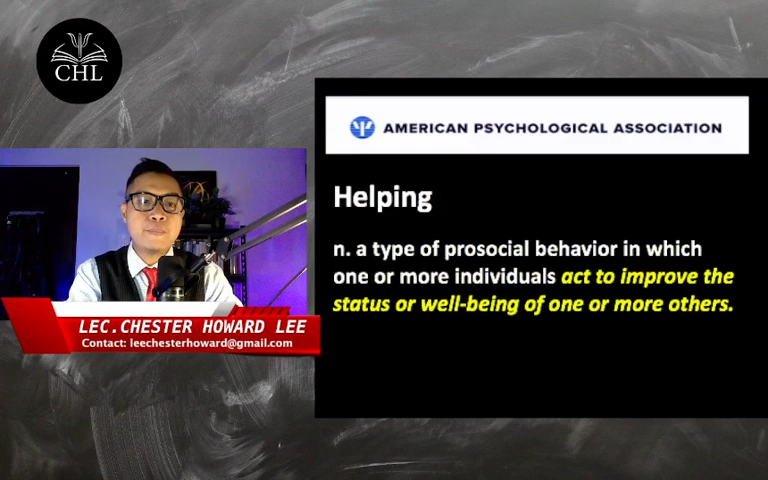 CHL
AMERICAN PSYCHOLOGICAL ASSOCIATION
Helping
n. a type of prosocial behavior in which
one or more individuals act to improve the
status or well-being of one or more others.
LEC.CHESTER HOWARD LEE
Contact: leechesterhoward@gmail.com